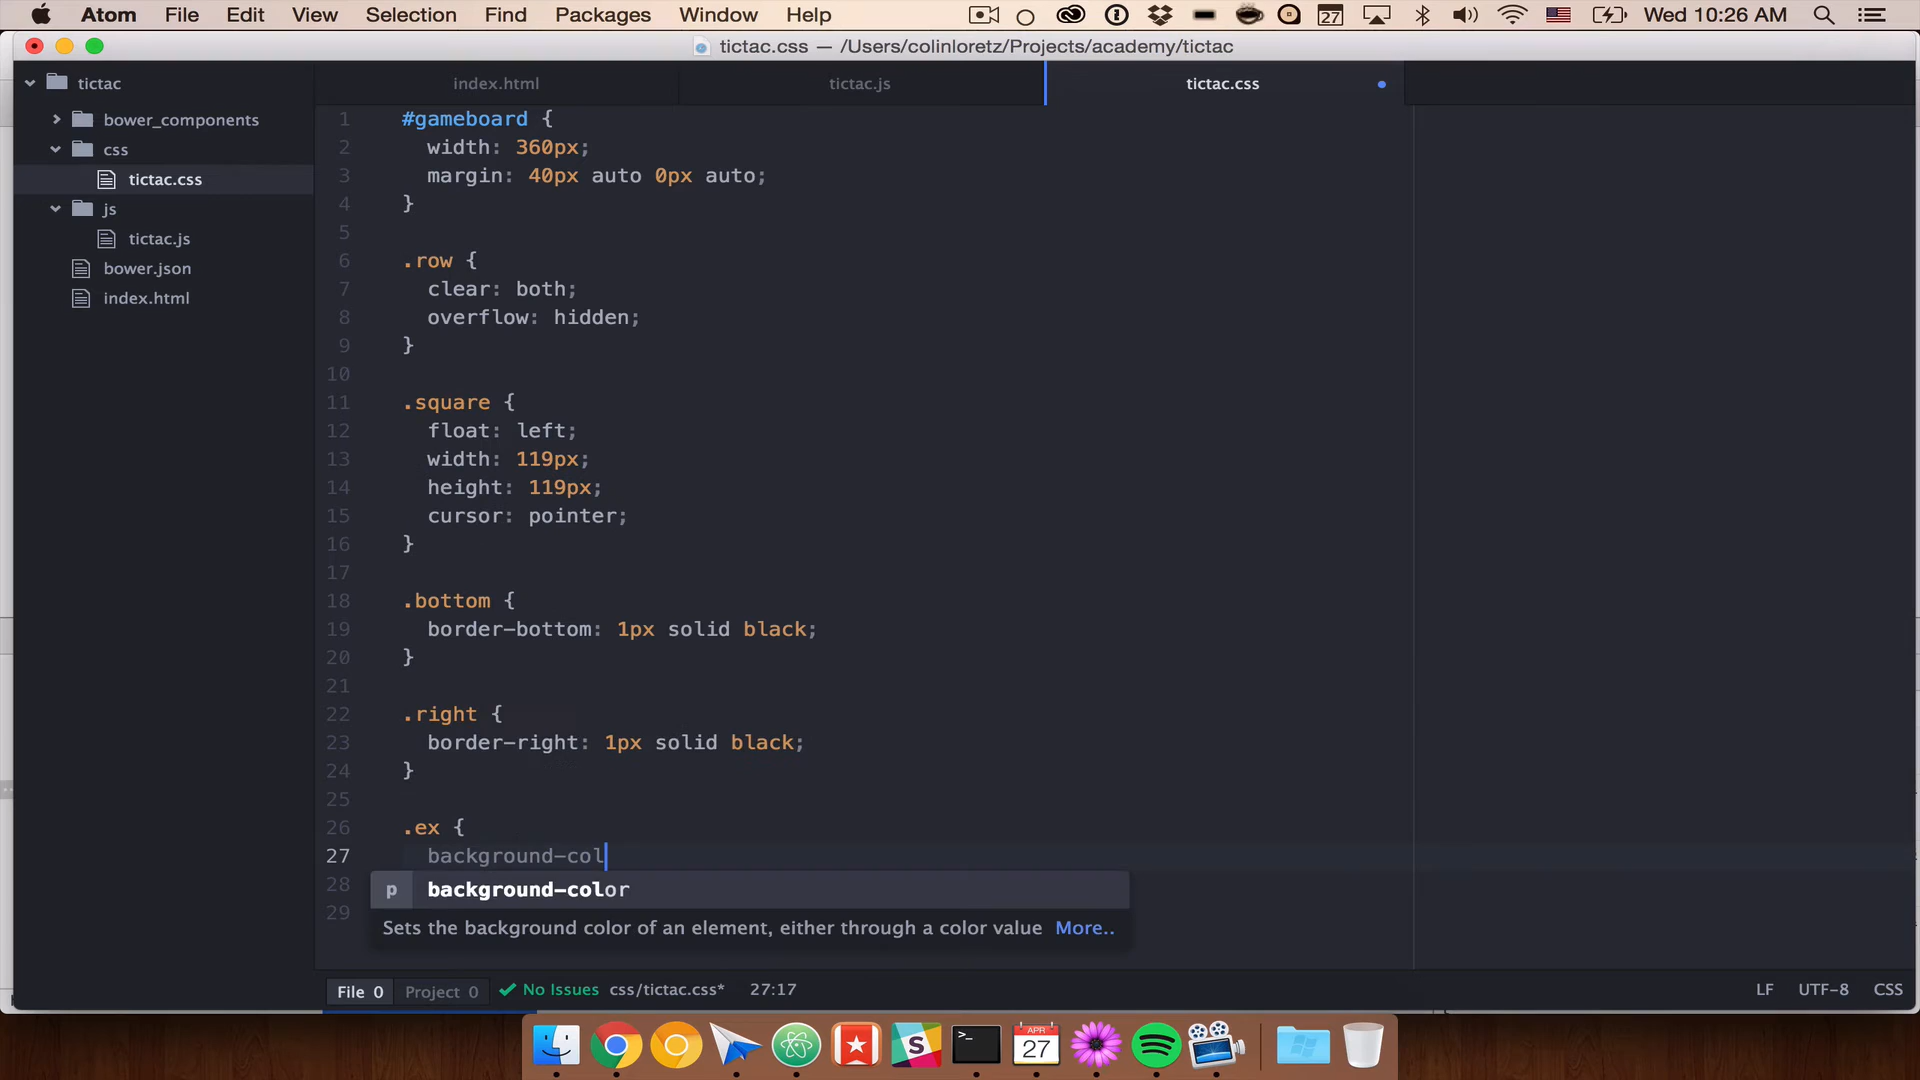 Atom File Edit View Selection Find Packages Window Help 27 Wed 10:26 AM
tictac.css — /Users/colinloretz/Projects/academy/tictac
tictac
bower_components
css
tictac.css
js
tictac.js
bower.json
index.html
index.html tictac.js tictac.css
1 #gameboard {
2 width: 360px;
3 margin: 40px auto 0px auto;
4 }
5
6 .row {
7 clear: both;
8 overflow: hidden;
9 }
10
11 .square {
12 float: left;
13 width: 119px;
14 height: 119px;
15 cursor: pointer;
16 }
17
18 .bottom {
19 border-bottom: 1px solid black;
20 }
21
22 .right {
23 border-right: 1px solid black;
24 }
25
26 .ex {
27 background-col
28 p background-color
29 Sets the background color of an element, either through a color value More..
File 0 Project 0 No Issues css/tictac.css* 27:17 LF UTF-8 CSS
S >_ APR 27